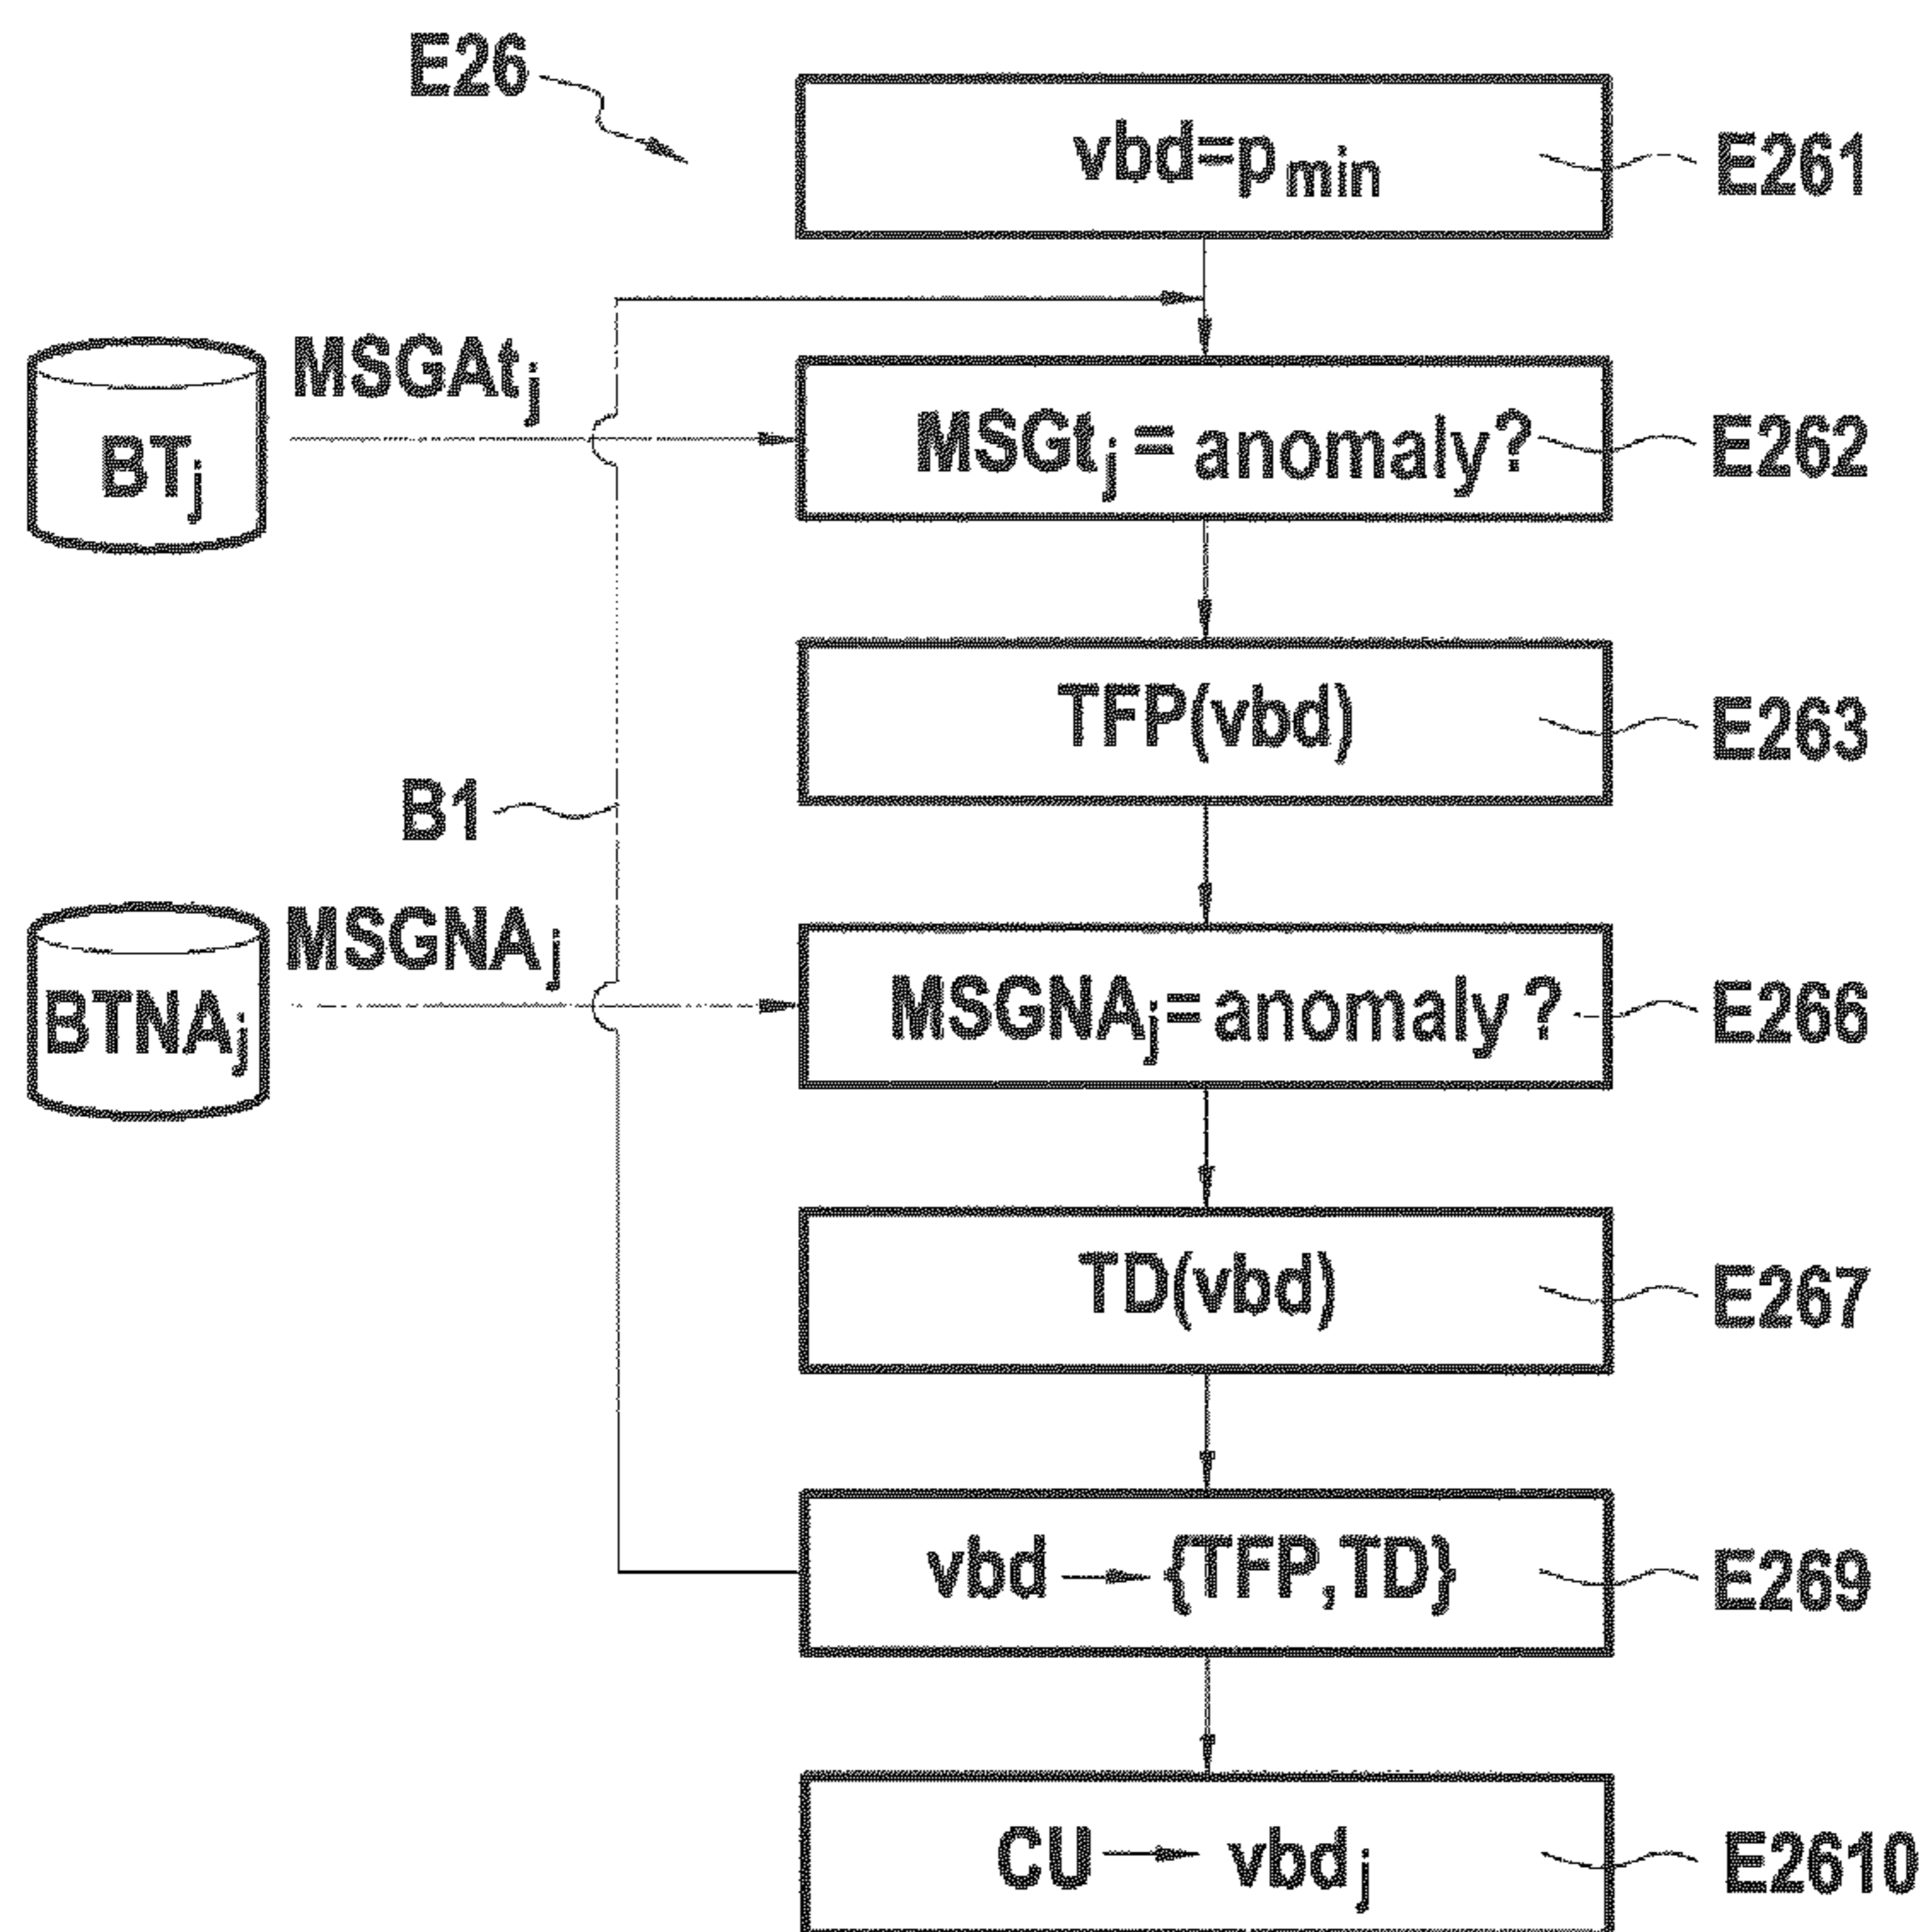 E26
vbd=pmin
E261
MSGAtj
BTj
MSGtj = anomaly?
E262
TFP(vbd)
E263
B1
MSGNAj
BTNAj
MSGNAj = anomaly ?
E266
TD(vbd)
E267
vbd → {TFP,TD}
E269
CU → vbdj
E2610